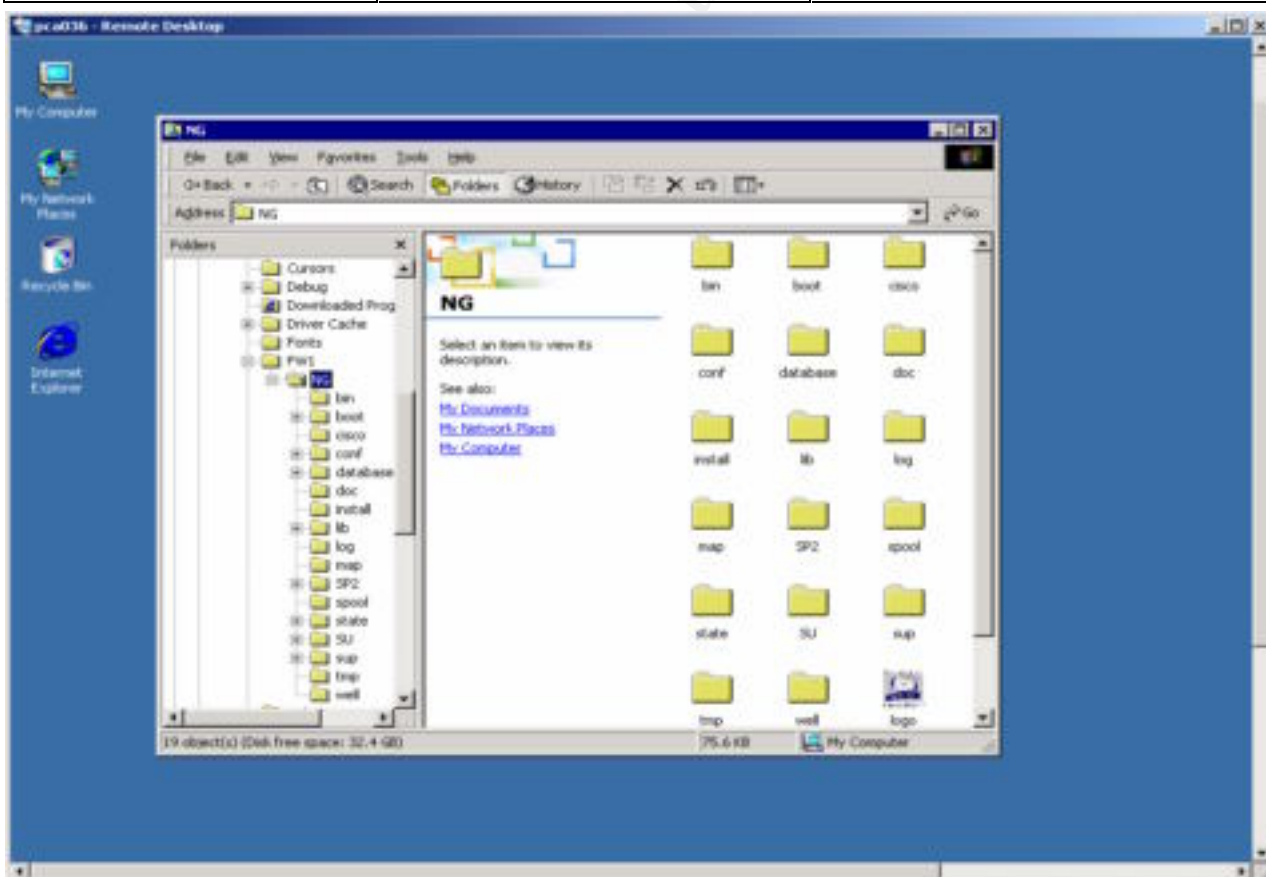 pca036 - Remote Desktop
My Computer
My Network Places
Recycle Bin
Internet Explorer
NG
File Edit View Favorites Tools Help
Back Search Folders History
Address NG Go
Folders
Cursors
Debug
Downloaded Prog
Driver Cache
Fonts
FW1
NG
bin
boot
cisco
conf
database
doc
install
lib
log
map
SP2
spool
state
SU
sup
tmp
well
NG
Select an item to view its
description.
See also:
My Documents
My Network Places
My Computer
bin boot cisco
conf database doc
install lib log
map SP2 spool
state SU sup
tmp well logo
19 object(s) (Disk free space: 32.4 GB) 75.6 KB My Computer